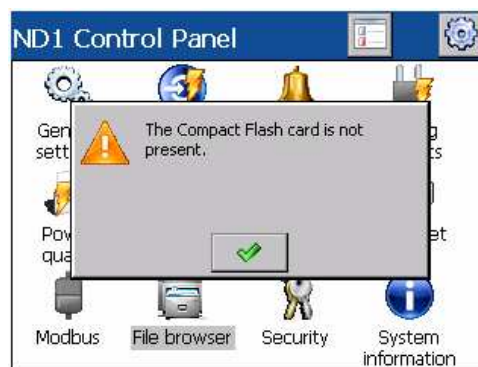 ND1 Control Panel
The Compact Flash card is not
present.
Modbus
File browser
Security
System
information